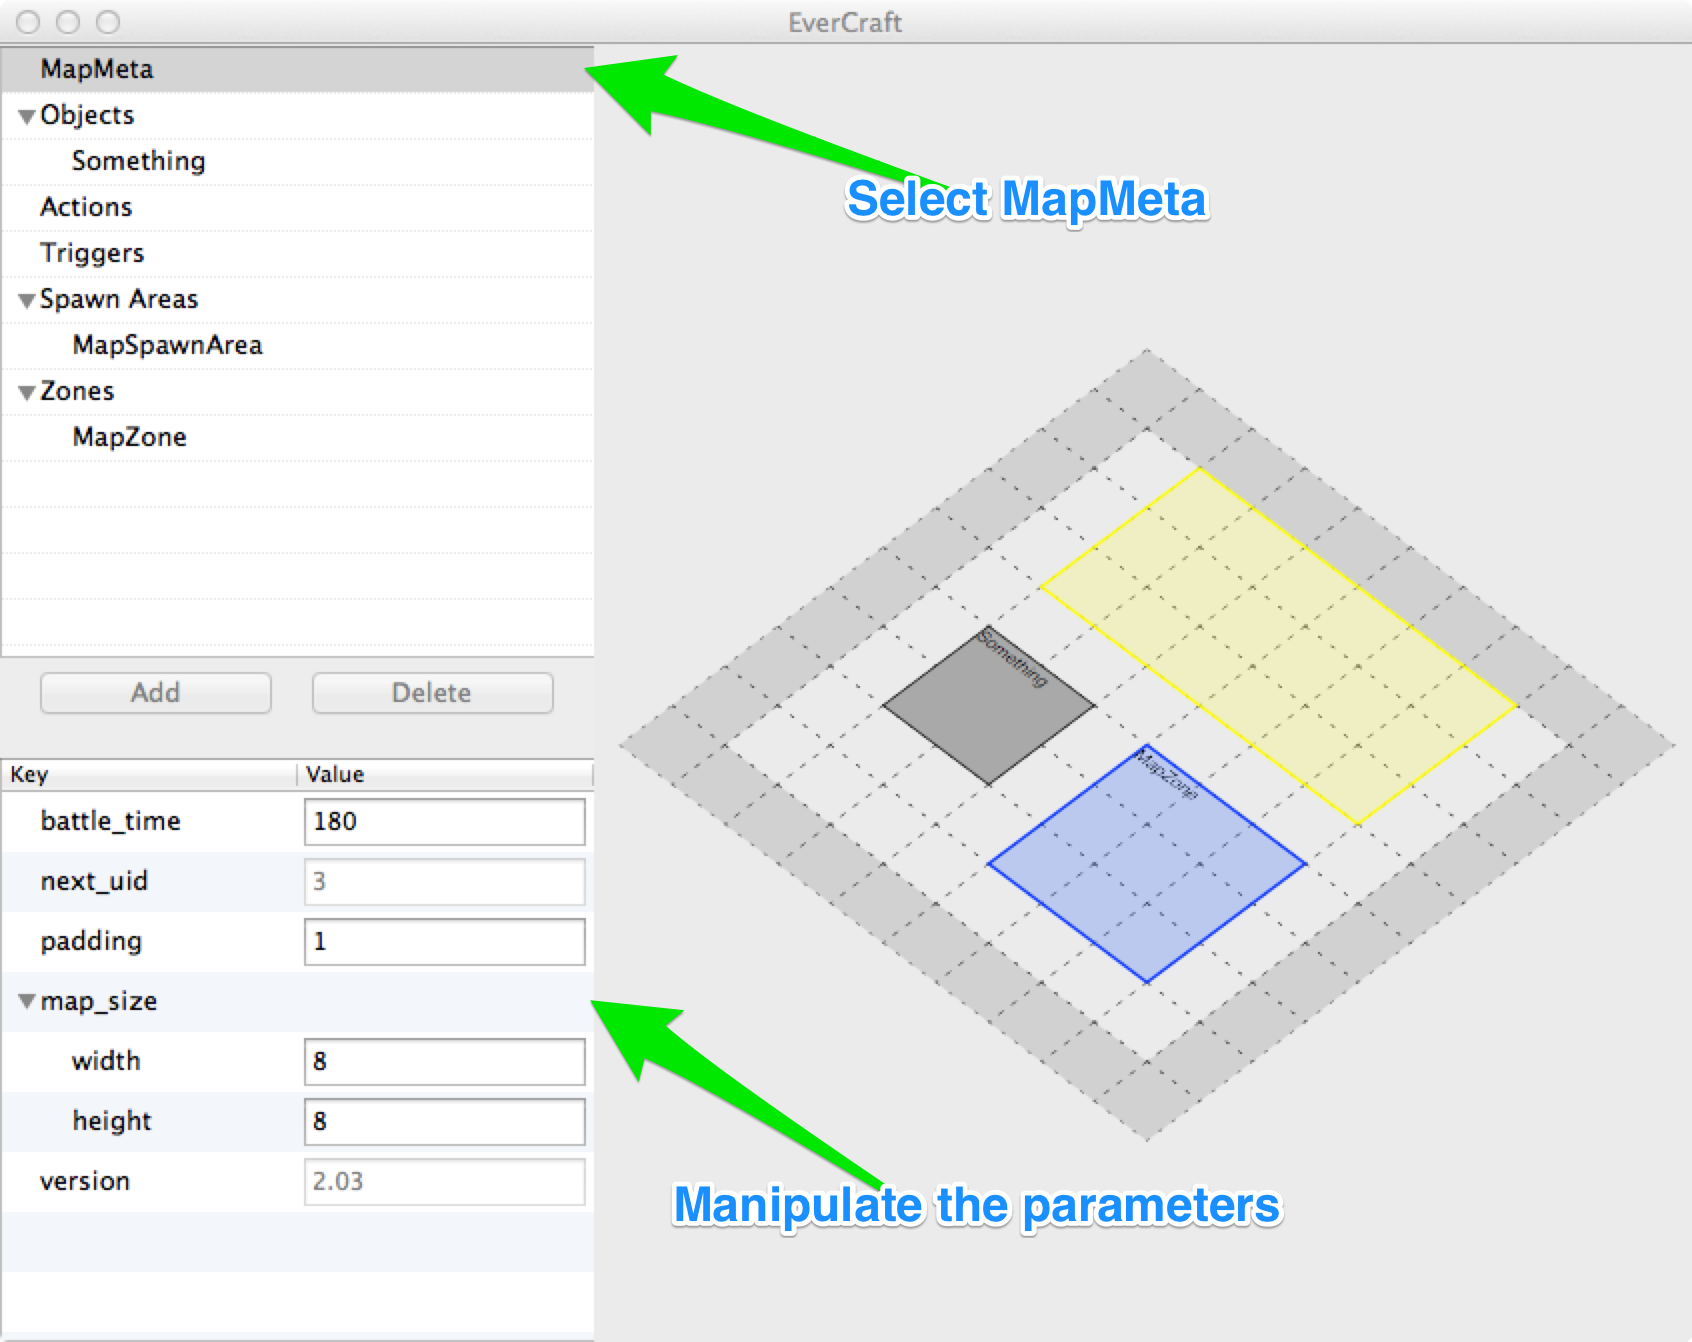 EverCraft
MapMeta
Objects
Something
Actions
Triggers
Spawn Areas
MapSpawnArea
Zones
MapZone
Add
Delete
Key
Value
battle_time
180
next_uid
3
padding
1
map_size
width
8
height
8
version
2.03
Select MapMeta
Something
MapZone
Manipulate the parameters